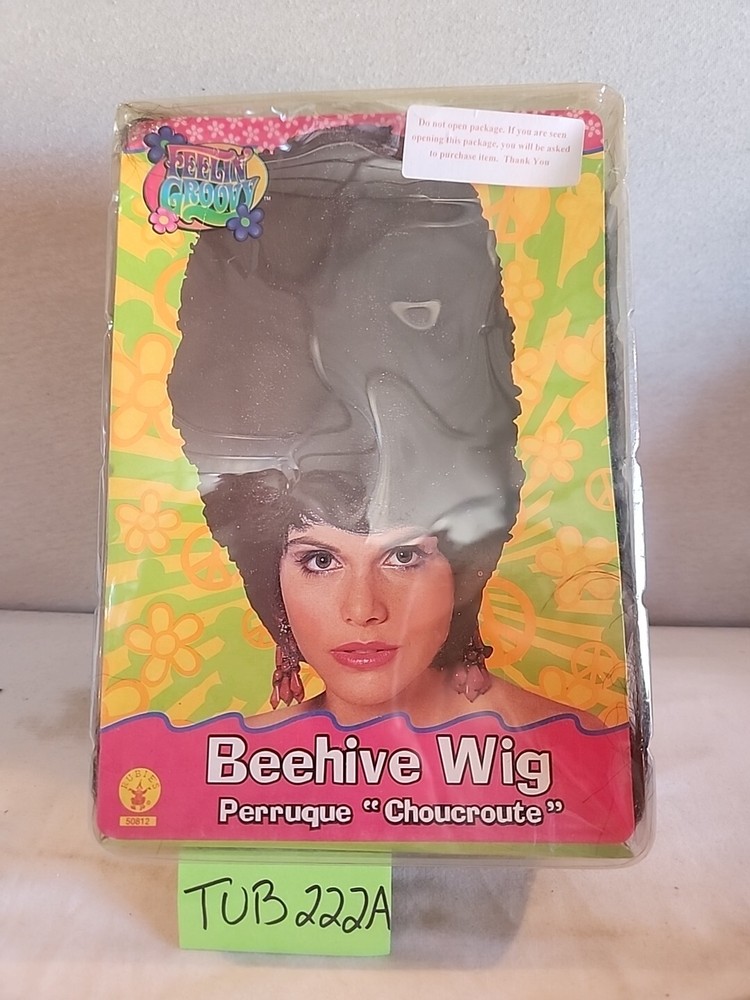 FEELIN'
GROOVY™
Do not open package. If you are seen
opening this package, you will be asked
to purchase item. Thank You
Beehive Wig
Perruque “Choucroute”
RUBIE'S
50812
TUB 222A